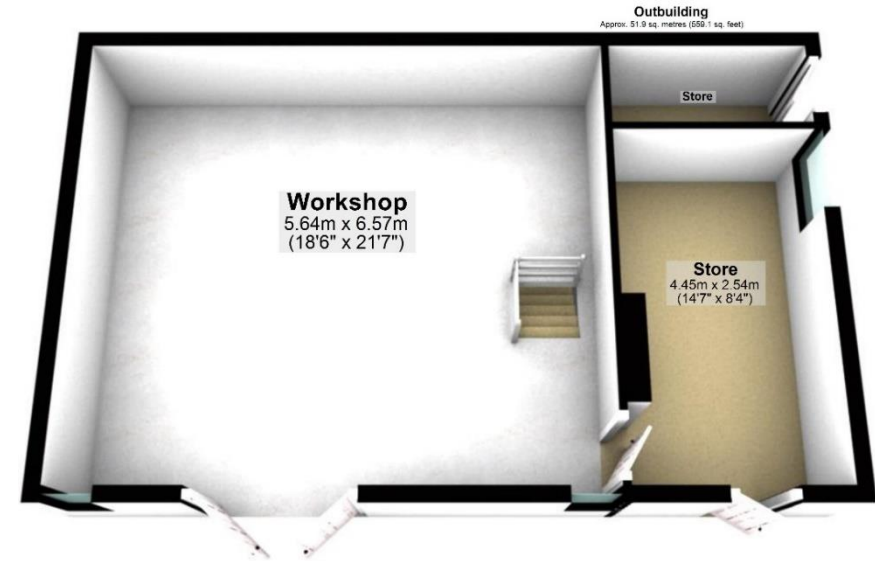 Outbuilding
Approx. 51.9 sq. metres (559.1 sq. feet)
Store
Workshop
5.64m x 6.57m
(18'6" x 21'7")
Store
4.45m x 2.54m
(14'7" x 8'4")